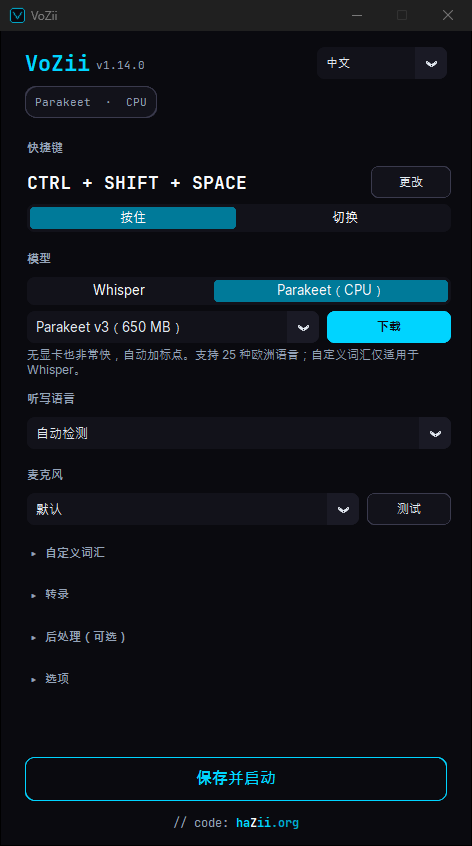 VoZii
VoZii v1.14.0
中文
Parakeet · CPU
快捷键
CTRL + SHIFT + SPACE
更改
按住
切换
模型
Whisper
Parakeet（CPU）
Parakeet v3（650 MB）
下载
无显卡也非常快，自动加标点。支持 25 种欧洲语言；自定义词汇仅适用于
Whisper。
听写语言
自动检测
麦克风
默认
测试
▸ 自定义词汇
▸ 转录
▸ 后处理（可选）
▸ 选项
保存并启动
// code: haZii.org